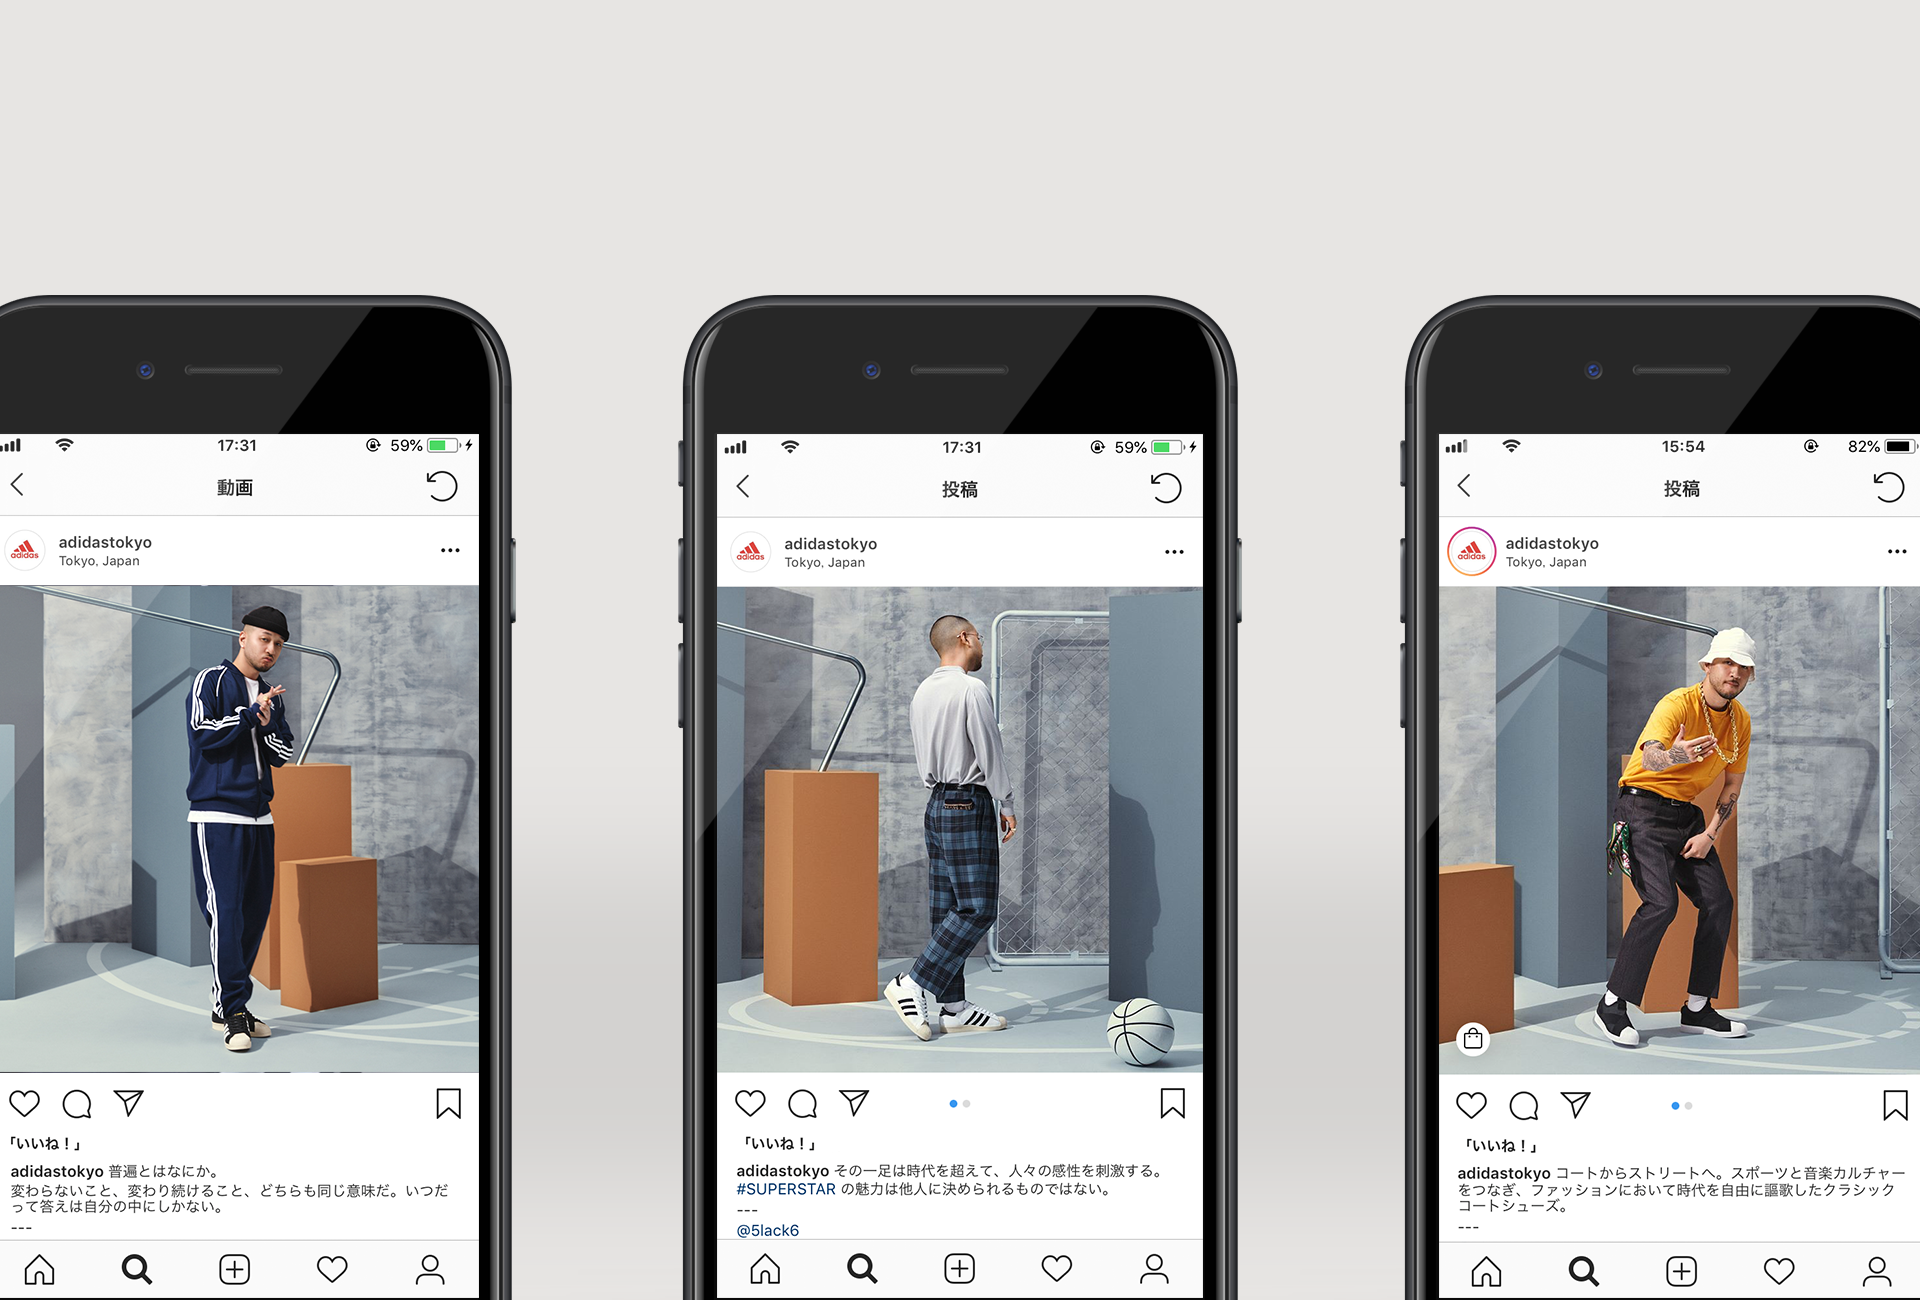 17:31
59%
動画
adidas
adidastokyo
Tokyo, Japan
「いいね！」
adidastokyo 普遍とはなにか。
変わらないこと、変わり続けること、どちらも同じ意味だ。いつだ
って答えは自分の中にしかない。
---
17:31
59%
投稿
adidas
adidastokyo
Tokyo, Japan
「いいね！」
adidastokyo その一足は時代を超えて、人々の感性を刺激する。
#SUPERSTAR の魅力は他人に決められるものではない。
---
@5lack6
15:54
82%
投稿
adidas
adidastokyo
Tokyo, Japan
「いいね！」
adidastokyo コートからストリートへ。スポーツと音楽カルチャー
をつなぎ、ファッションにおいて時代を自由に謳歌したクラシック
コートシューズ。
---